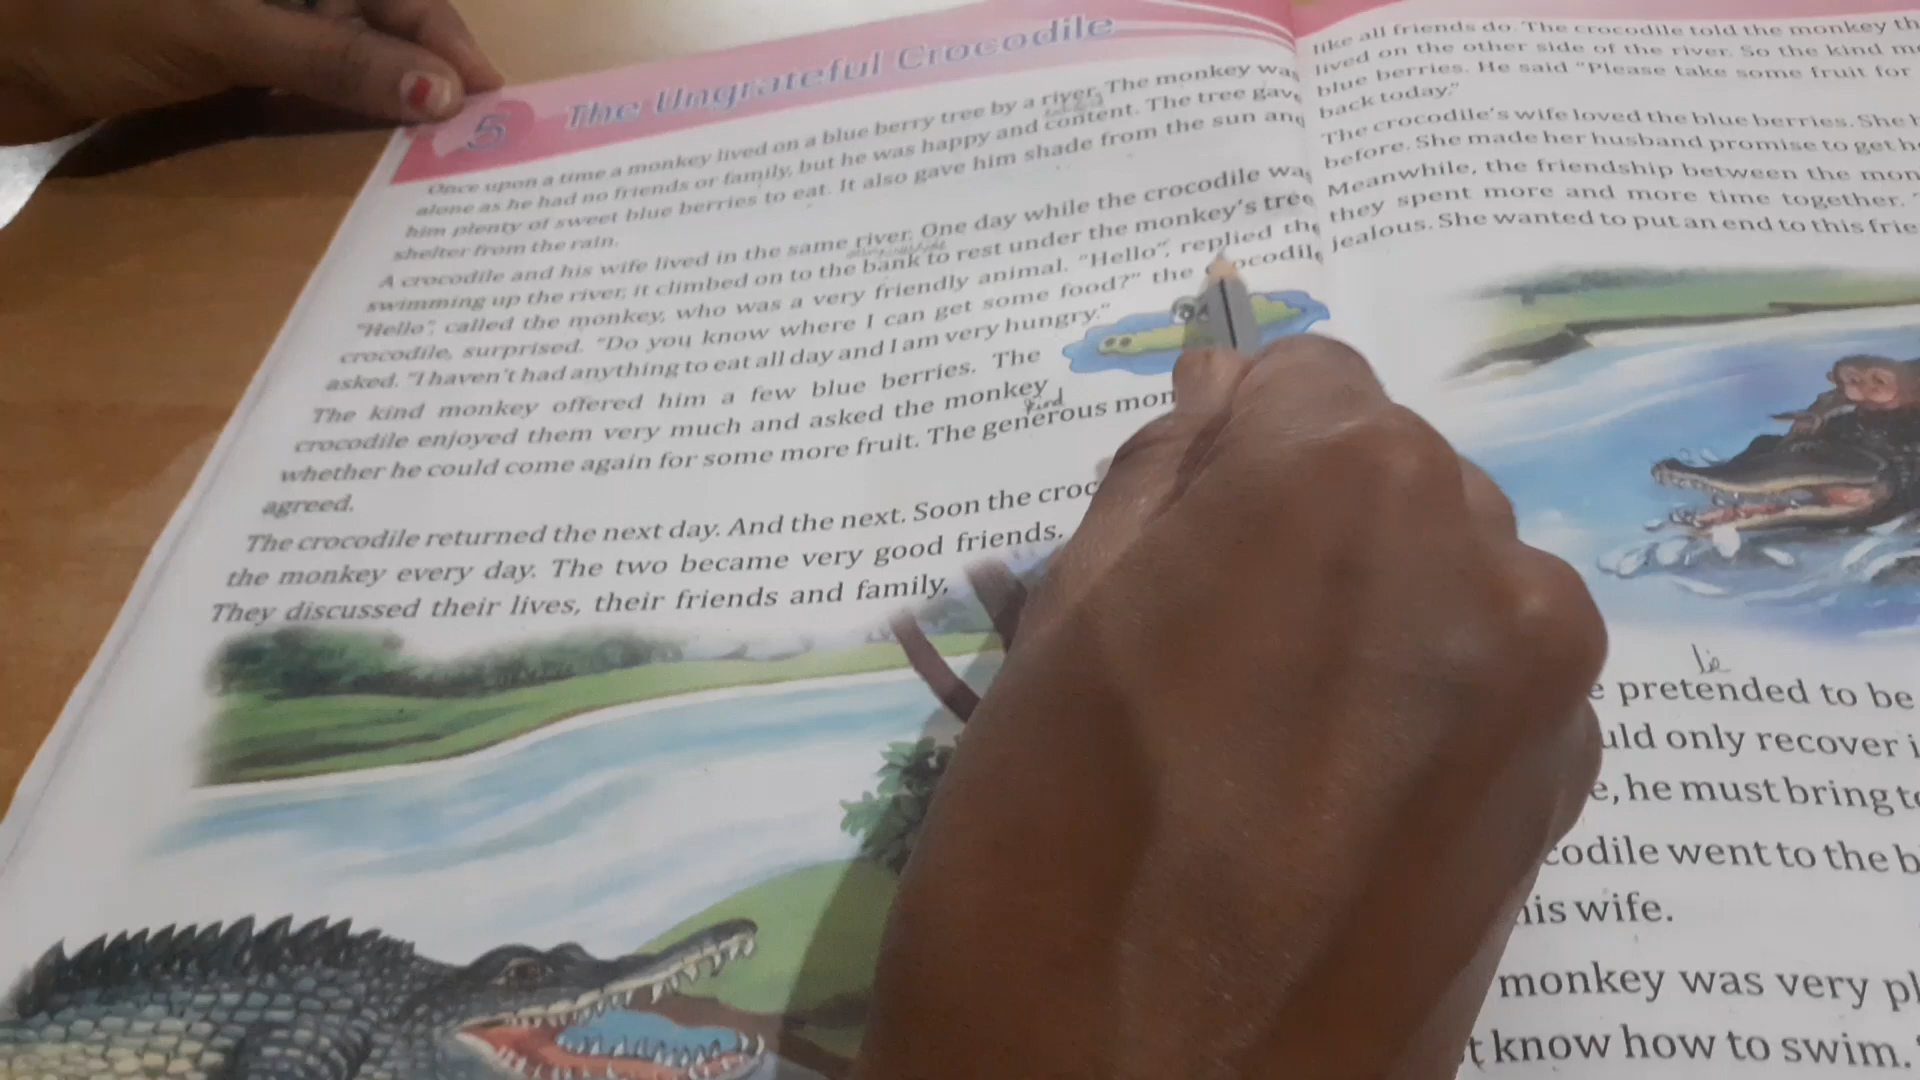 5 The Ungrateful Crocodile
Once upon a time a monkey lived on a blue berry tree by a river. The monkey was
alone as he had no friends or family, but he was happy and content. The tree gave
him plenty of sweet blue berries to eat. It also gave him shade from the sun and
shelter from the rain.
A crocodile and his wife lived in the same river. One day while the crocodile was
swimming up the river, it climbed on to the bank to rest under the monkey's tree
"Hello", called the monkey, who was a very friendly animal. "Hello", replied the
crocodile, surprised. "Do you know where I can get some food?" the crocodile
asked. "I haven't had anything to eat all day and I am very hungry."
The kind monkey offered him a few blue berries. The
crocodile enjoyed them very much and asked the monkey
kind
whether he could come again for some more fruit. The generous mon
agreed.
The crocodile returned the next day. And the next. Soon the croc
the monkey every day. The two became very good friends.
They discussed their lives, their friends and family,
like all friends do. The crocodile told the monkey th
lived on the other side of the river. So the kind mo
blue berries. He said "Please take some fruit for
back today."
The crocodile's wife loved the blue berries. She h
before. She made her husband promise to get h
Meanwhile, the friendship between the mon
they spent more and more time together.
jealous. She wanted to put an end to this frie
lie
e pretended to be
uld only recover i
e, he must bring to
codile went to the b
his wife.
monkey was very pl
t know how to swim.